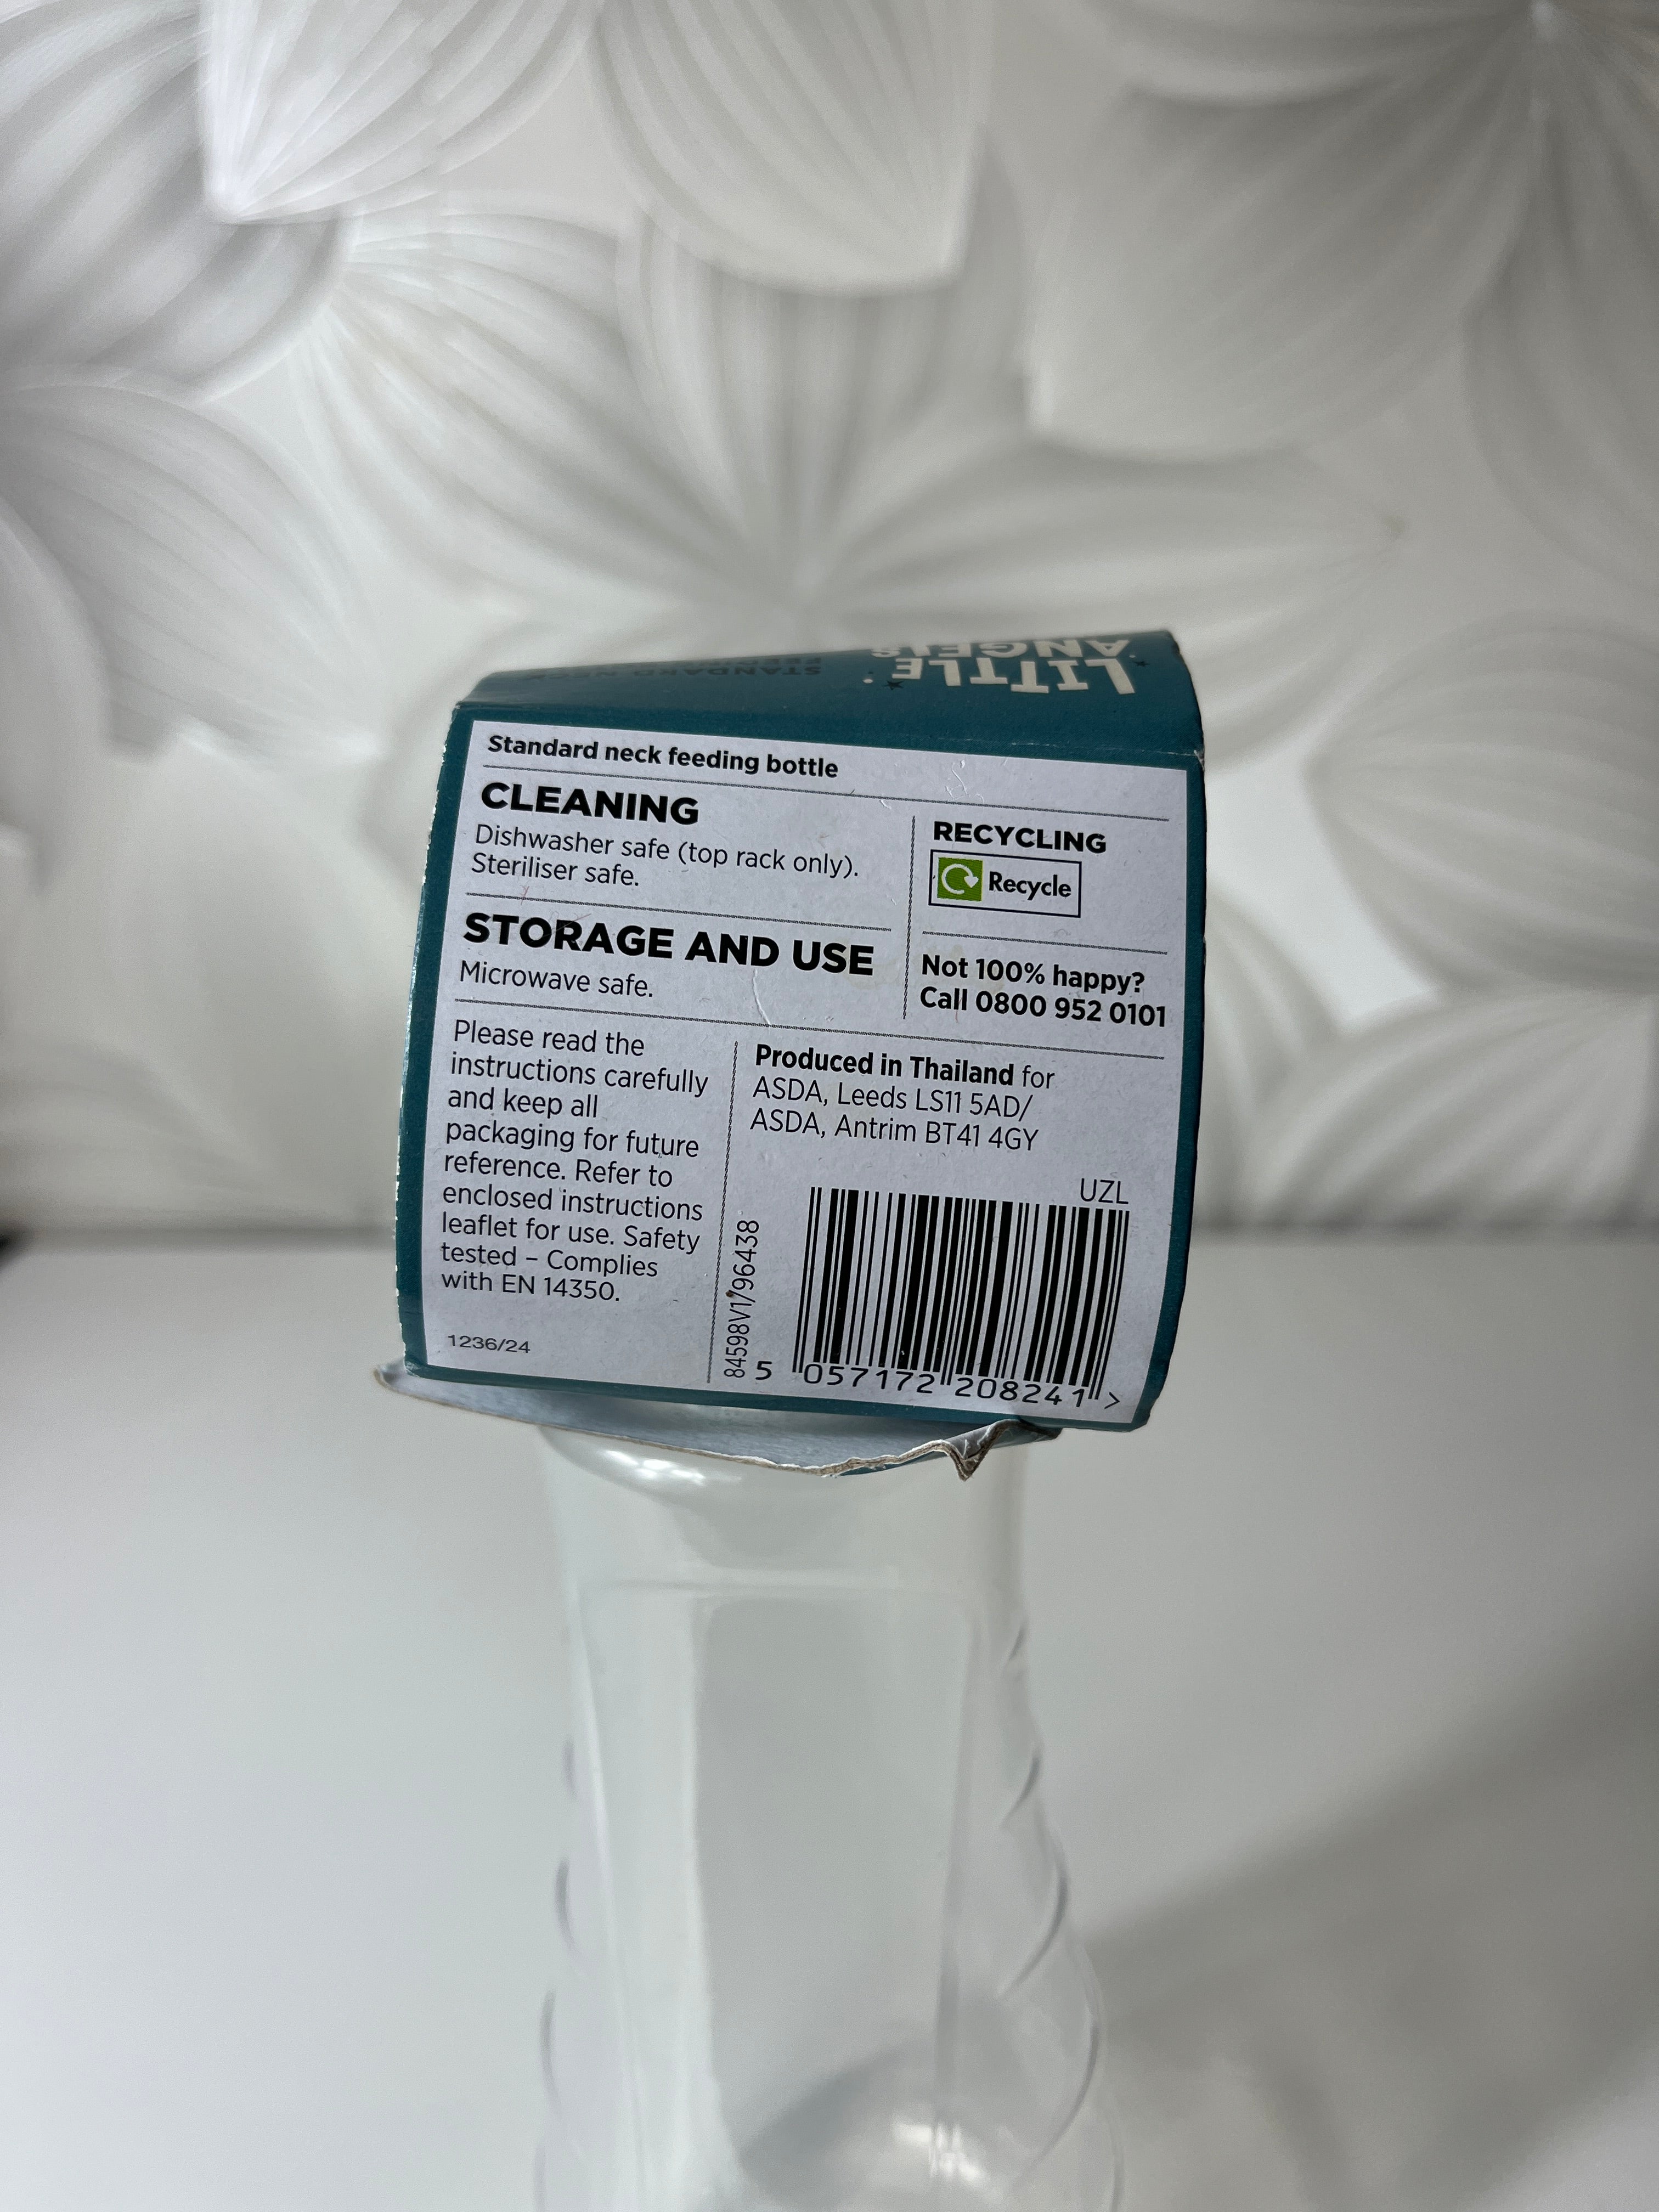 LITTLE
ANGELS
STANDARD NECK
Standard neck feeding bottle
CLEANING
Dishwasher safe (top rack only).
Steriliser safe.
STORAGE AND USE
Microwave safe.
RECYCLING
Recycle
Not 100% happy?
Call 0800 952 0101
Please read the
instructions carefully
and keep all
packaging for future
reference. Refer to
enclosed instructions
leaflet for use. Safety
tested – Complies
with EN 14350.
1236/24
Produced in Thailand for
ASDA, Leeds LS11 5AD/
ASDA, Antrim BT41 4GY
UZL
84598V1/96438
5 057172 208241 >